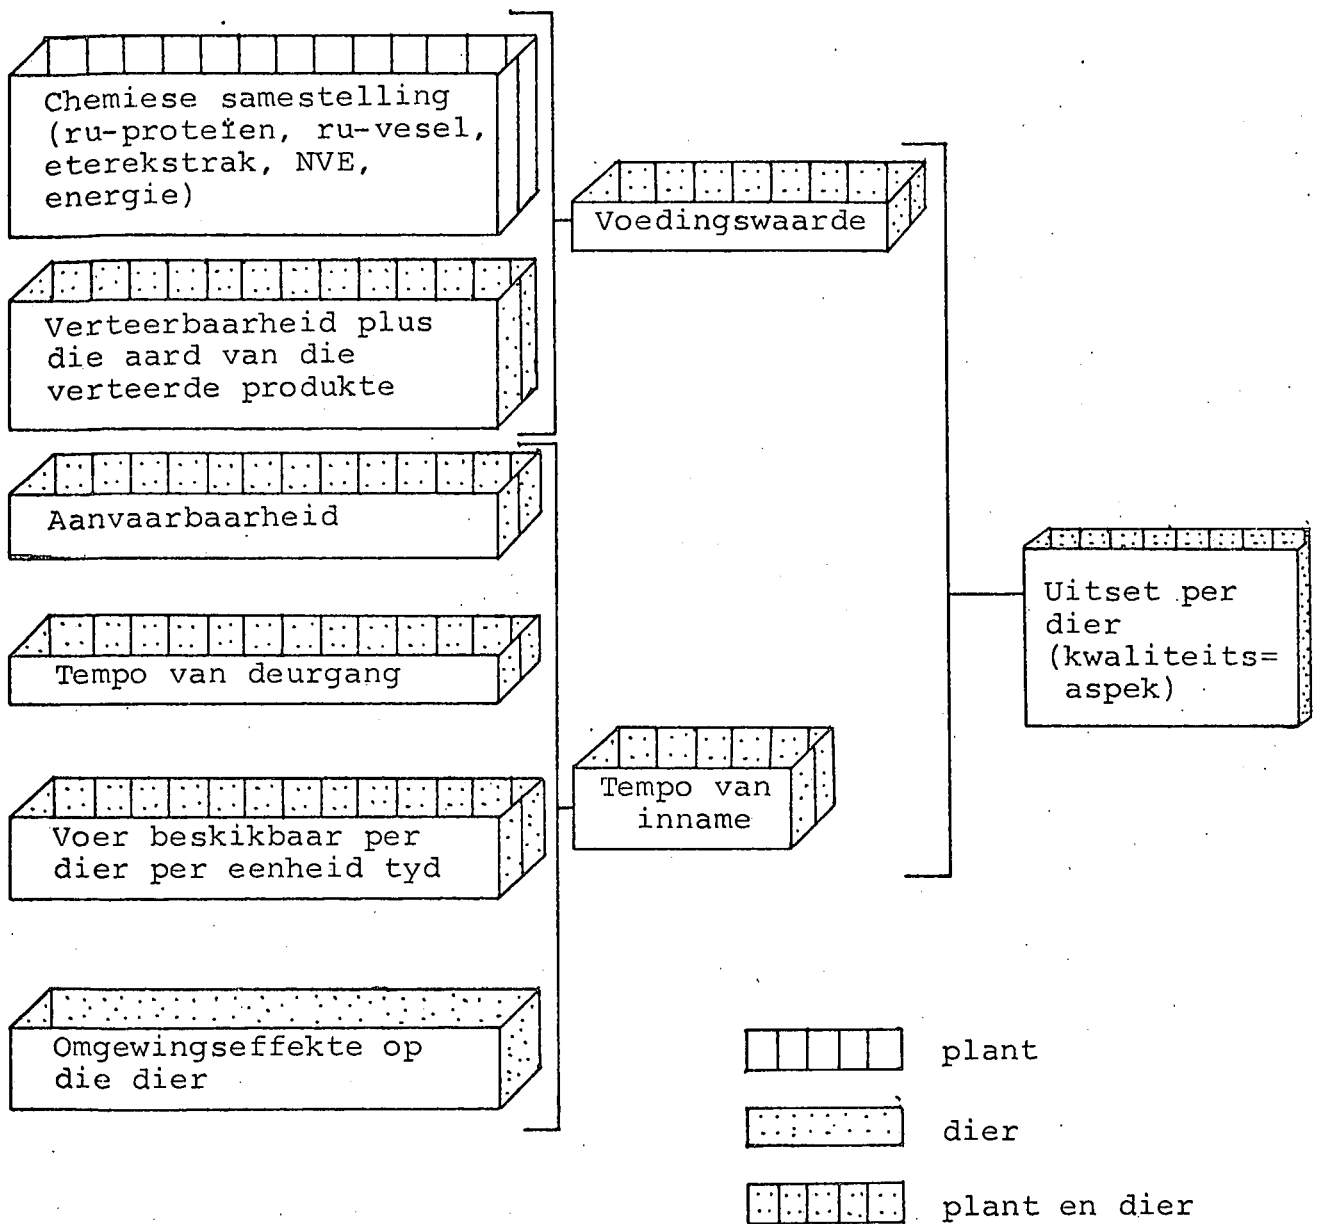 Chemiese samestelling
(ru-proteïen, ru-vesel,
eterekstrak, NVE,
energie)
Verteerbaarheid plus
die aard van die
verteerde produkte
Aanvaarbaarheid
Tempo van deurgang
Voer beskikbaar per
dier per eenheid tyd
Omgewingseffekte op
die dier
Voedingswaarde
Tempo van
inname
Uitset per
dier
(kwaliteits=
aspek)
plant
dier
plant en dier